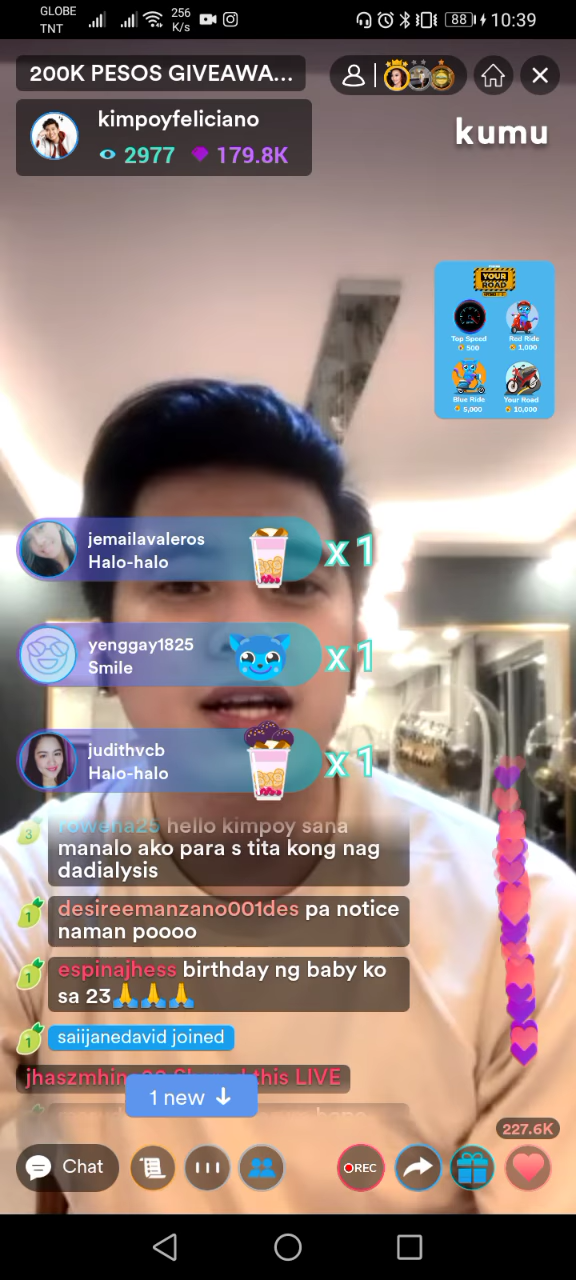 GLOBE
TNT
256
K/s
88
10:39
200K PESOS GIVEAWA...
kimpoyfeliciano
2977 179.8K
kumu
YOUR
ROAD
Top Speed
500
Red Ride
1,000
Blue Ride
5,000
Your Road
10,000
jemailavaleros
Halo-halo
x 1
yenggay1825
Smile
x 1
judithvcb
Halo-halo
x 1
3
rowena25 hello kimpoy sana
manalo ako para s tita kong nag
dadialysis
1
desireemanzano001des pa notice
naman poooo
1
espinajhess birthday ng baby ko
sa 23🙏🙏🙏
1
saiijanedavid joined
this LIVE
1 new ↓
227.6K
Chat
REC